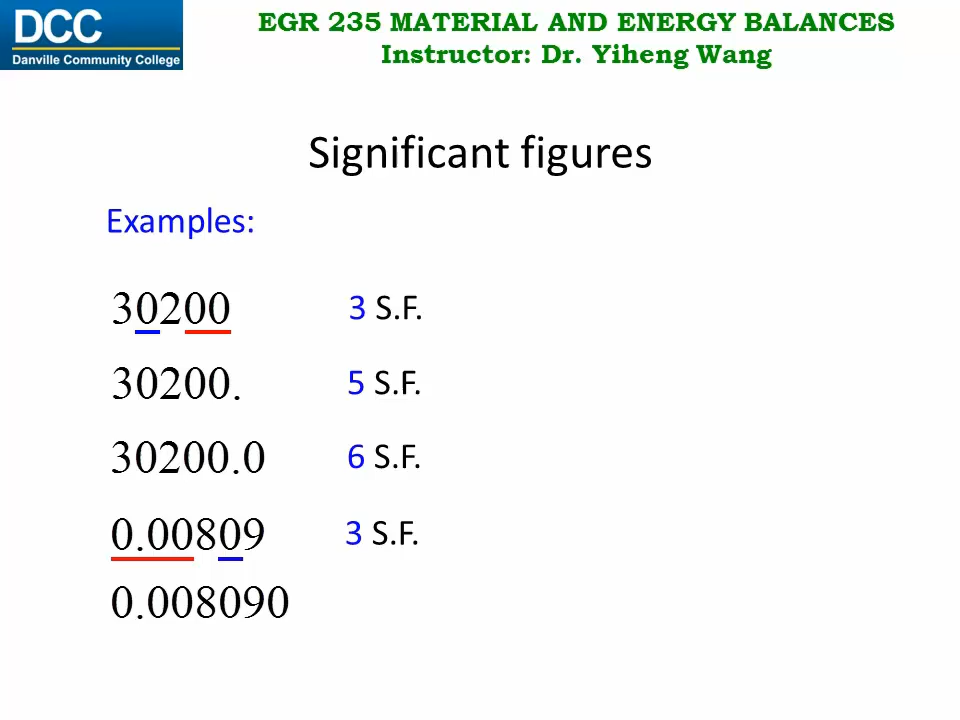 DCC
Danville Community College
EGR 235 MATERIAL AND ENERGY BALANCES
Instructor: Dr. Yiheng Wang
Significant figures
Examples:
30200 3 S.F.
30200. 5 S.F.
30200.0 6 S.F.
0.00809 3 S.F.
0.008090